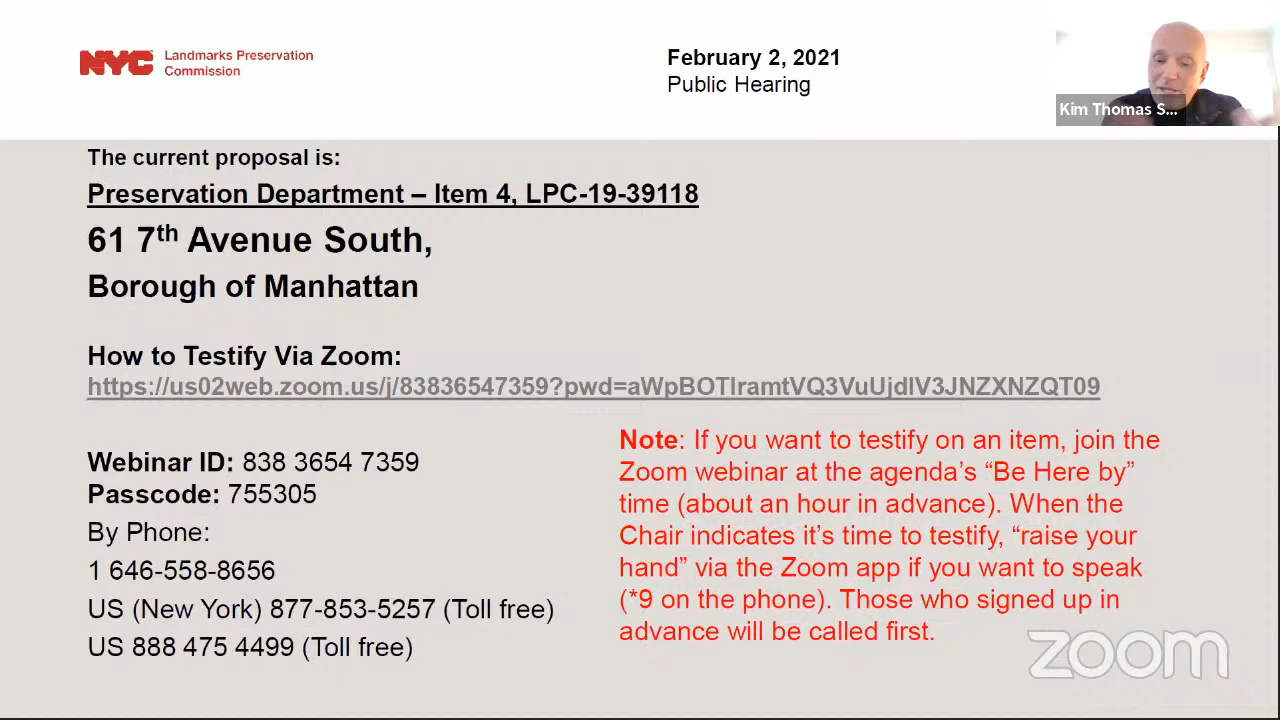 NYC Landmarks Preservation
Commission
February 2, 2021
Public Hearing
Kim Thomas S...
The current proposal is:
Preservation Department – Item 4, LPC-19-39118
61 7th Avenue South,
Borough of Manhattan
How to Testify Via Zoom:
https://us02web.zoom.us/j/83836547359?pwd=aWpBOTlramtVQ3VuUjdIV3JNZXNZQT09
Webinar ID: 838 3654 7359
Passcode: 755305
By Phone:
1 646-558-8656
US (New York) 877-853-5257 (Toll free)
US 888 475 4499 (Toll free)
Note: If you want to testify on an item, join the
Zoom webinar at the agenda’s “Be Here by”
time (about an hour in advance). When the
Chair indicates it’s time to testify, “raise your
hand” via the Zoom app if you want to speak
(*9 on the phone). Those who signed up in
advance will be called first.
zoom